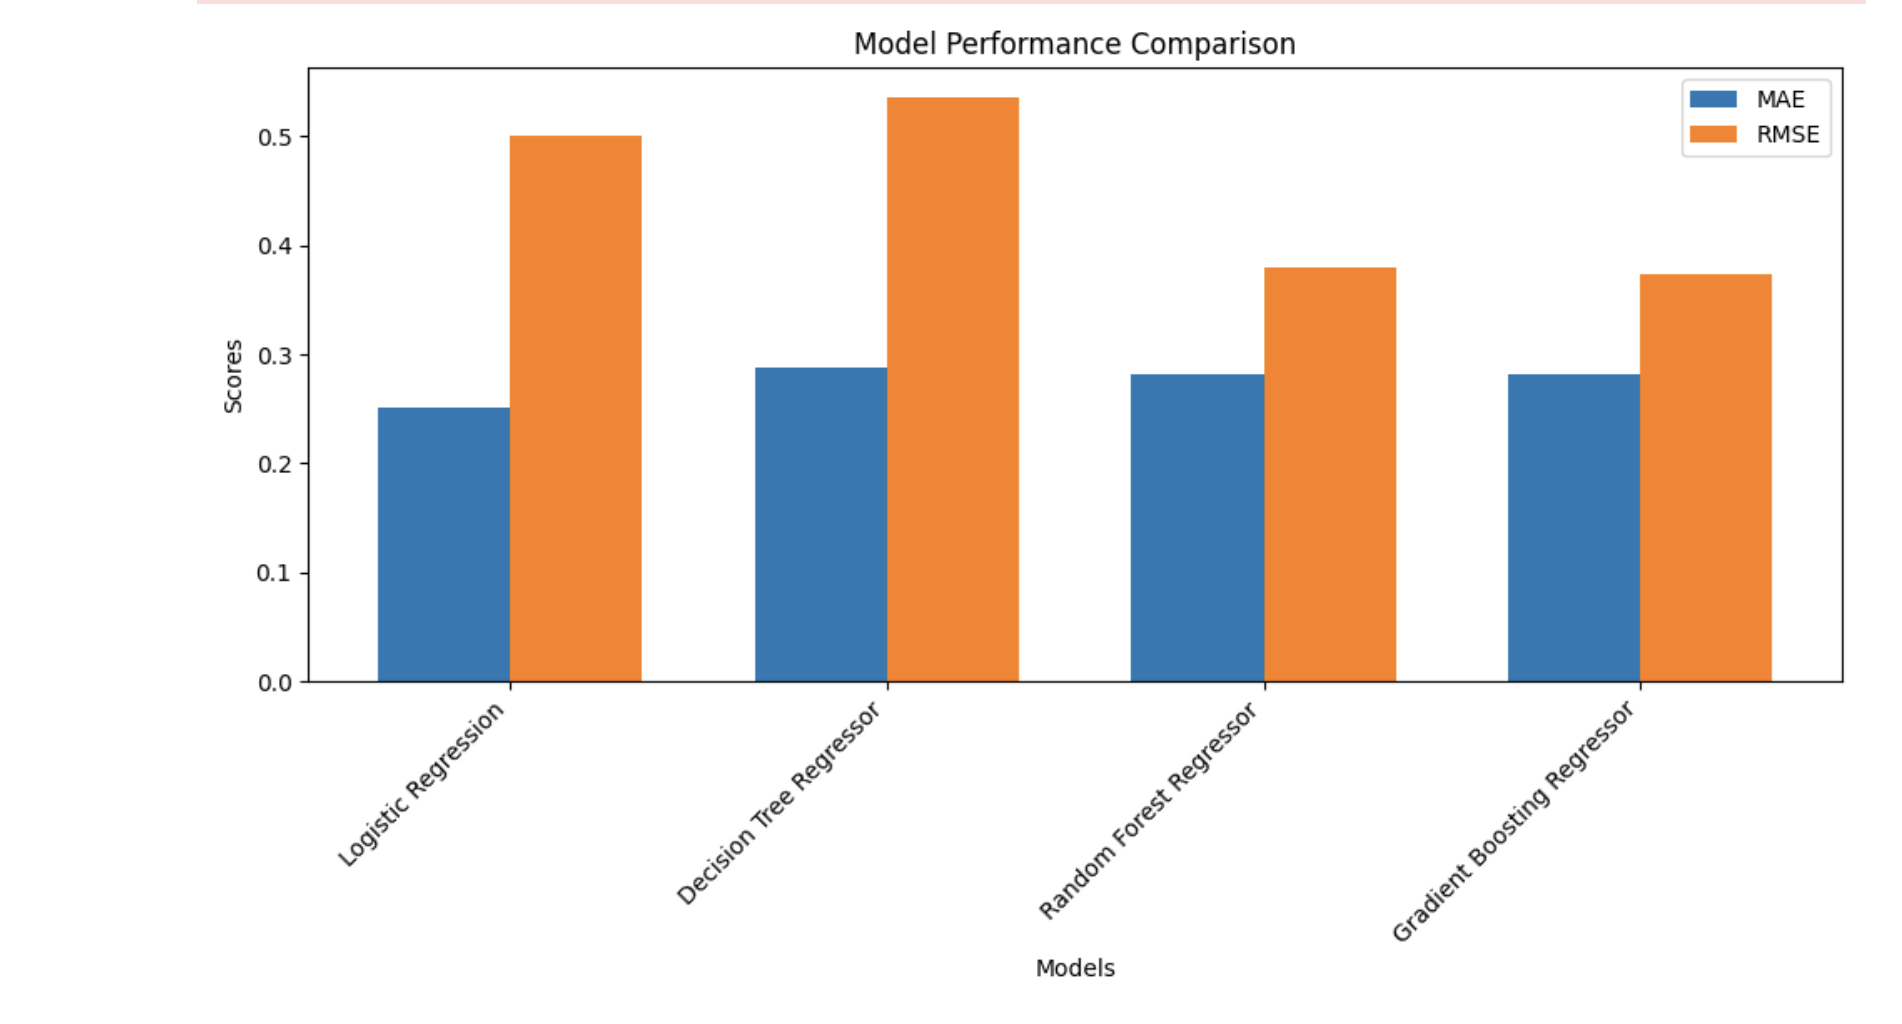 Model Performance Comparison
MAE
RMSE
0.5
0.4
0.3
0.2
0.1
0.0
Scores
Logistic Regression
Decision Tree Regressor
Random Forest Regressor
Gradient Boosting Regressor
Models